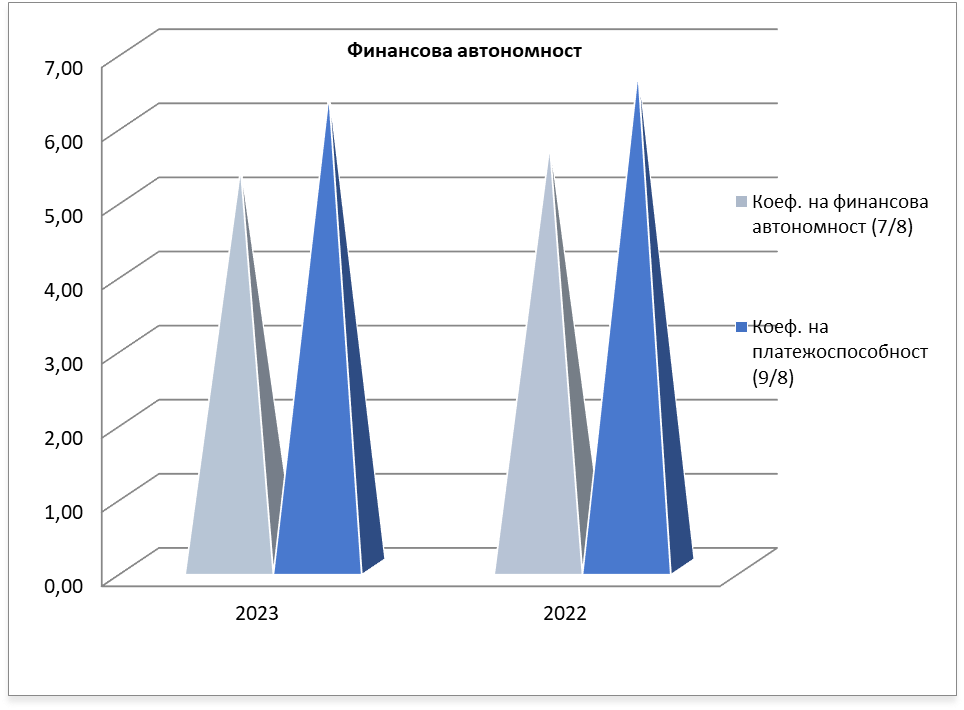 Финансова автономност
7,00
6,00
5,00
4,00
3,00
2,00
1,00
0,00
2023
2022
Коеф. на финансова
автономност (7/8)
Коеф. на
платежоспособност
(9/8)